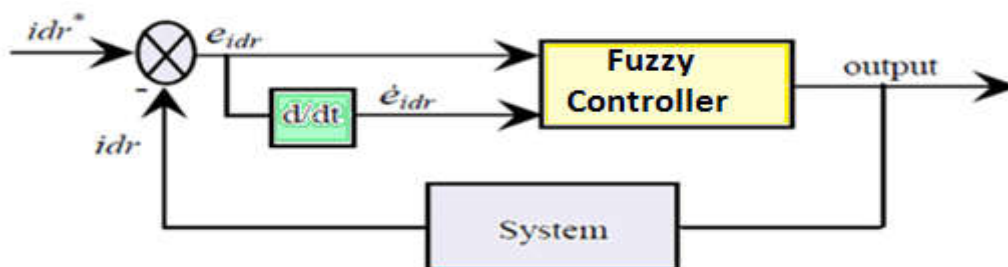 idr*
e_idr
Fuzzy
Controller
output
-
d/dt
ė_idr
idr
System